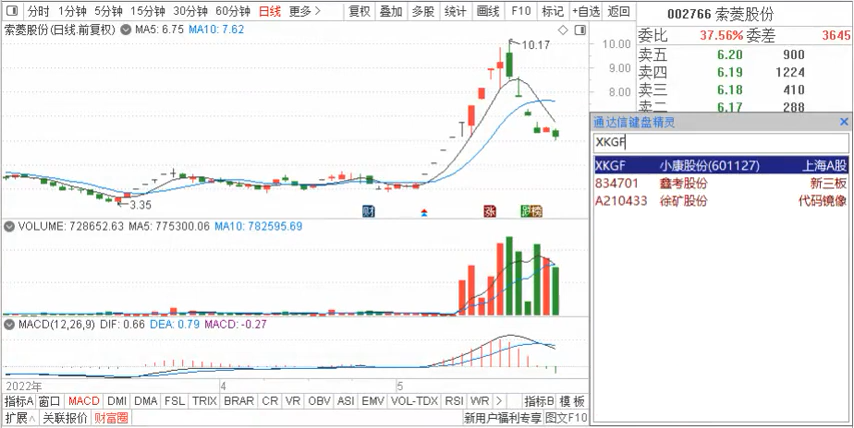 分时 1分钟 5分钟 15分钟 30分钟 60分钟 日线 更多 > 复权 叠加 多股 统计 画线 F10 标记 +自选 返回
索菱股份(日线.前复权) MA5: 6.75 MA10: 7.62
10.17
10.00
9.00
8.00
3.35
财
涨
榜
VOLUME: 728652.63 MA5: 775300.06 MA10: 782595.69
MACD(12,26,9) DIF: 0.66 DEA: 0.79 MACD: -0.27
2022年 4 5
指标A 窗口 MACD DMI DMA FSL TRIX BRAR CR VR OBV ASI EMV VOL-TDX RSI WR > 指标B 模板
扩展∧ 关联报价 财富圈 新用户福利专享 图文F10
002766 索菱股份
委比 37.56% 委差 3645
卖五 6.20 900
卖四 6.19 1224
卖三 6.18 410
卖二 6.17 288
通达信键盘精灵 ×
XKGF
XKGF 小康股份(601127) 上海A股
834701 鑫考股份 新三板
A210433 徐矿股份 代码镜像